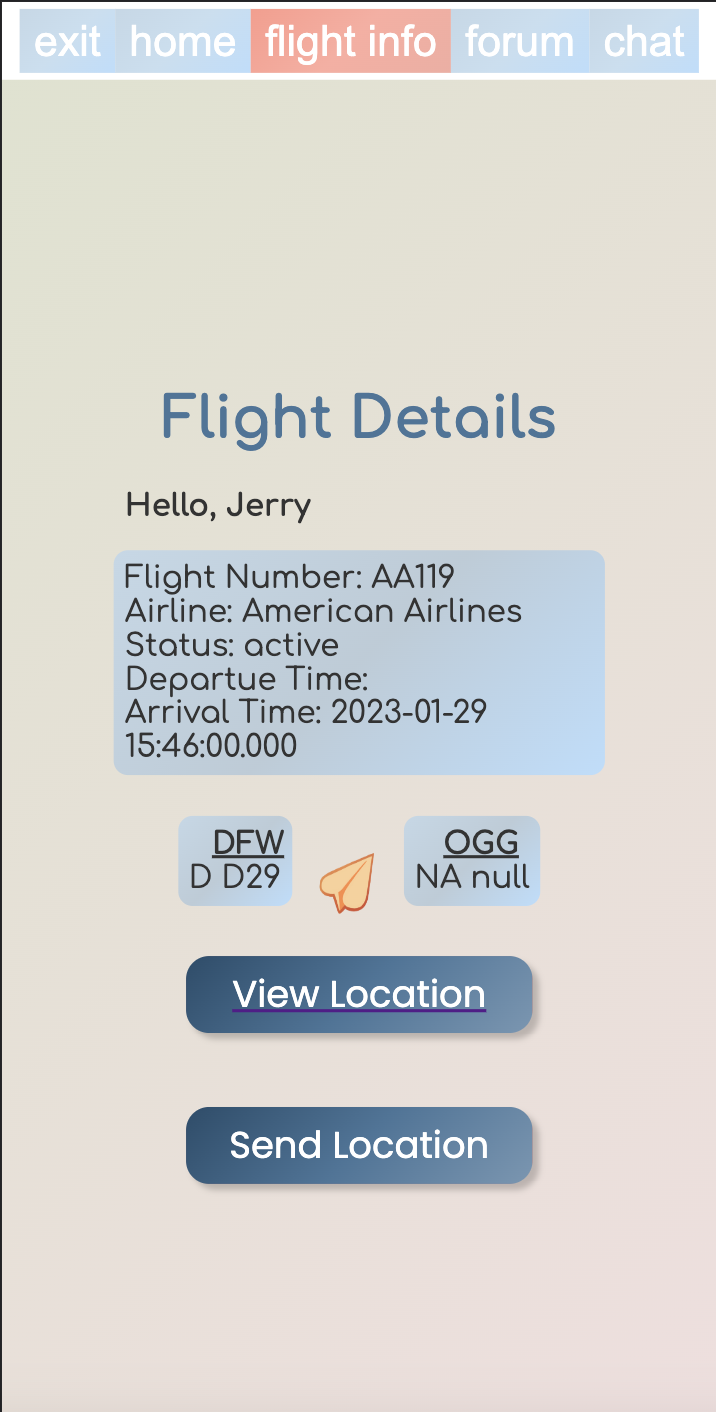 exit home flight info forum chat
Flight Details
Hello, Jerry
Flight Number: AA119
Airline: American Airlines
Status: active
Departue Time:
Arrival Time: 2023-01-29
15:46:00.000
DFW
D D29
OGG
NA null
View Location
Send Location